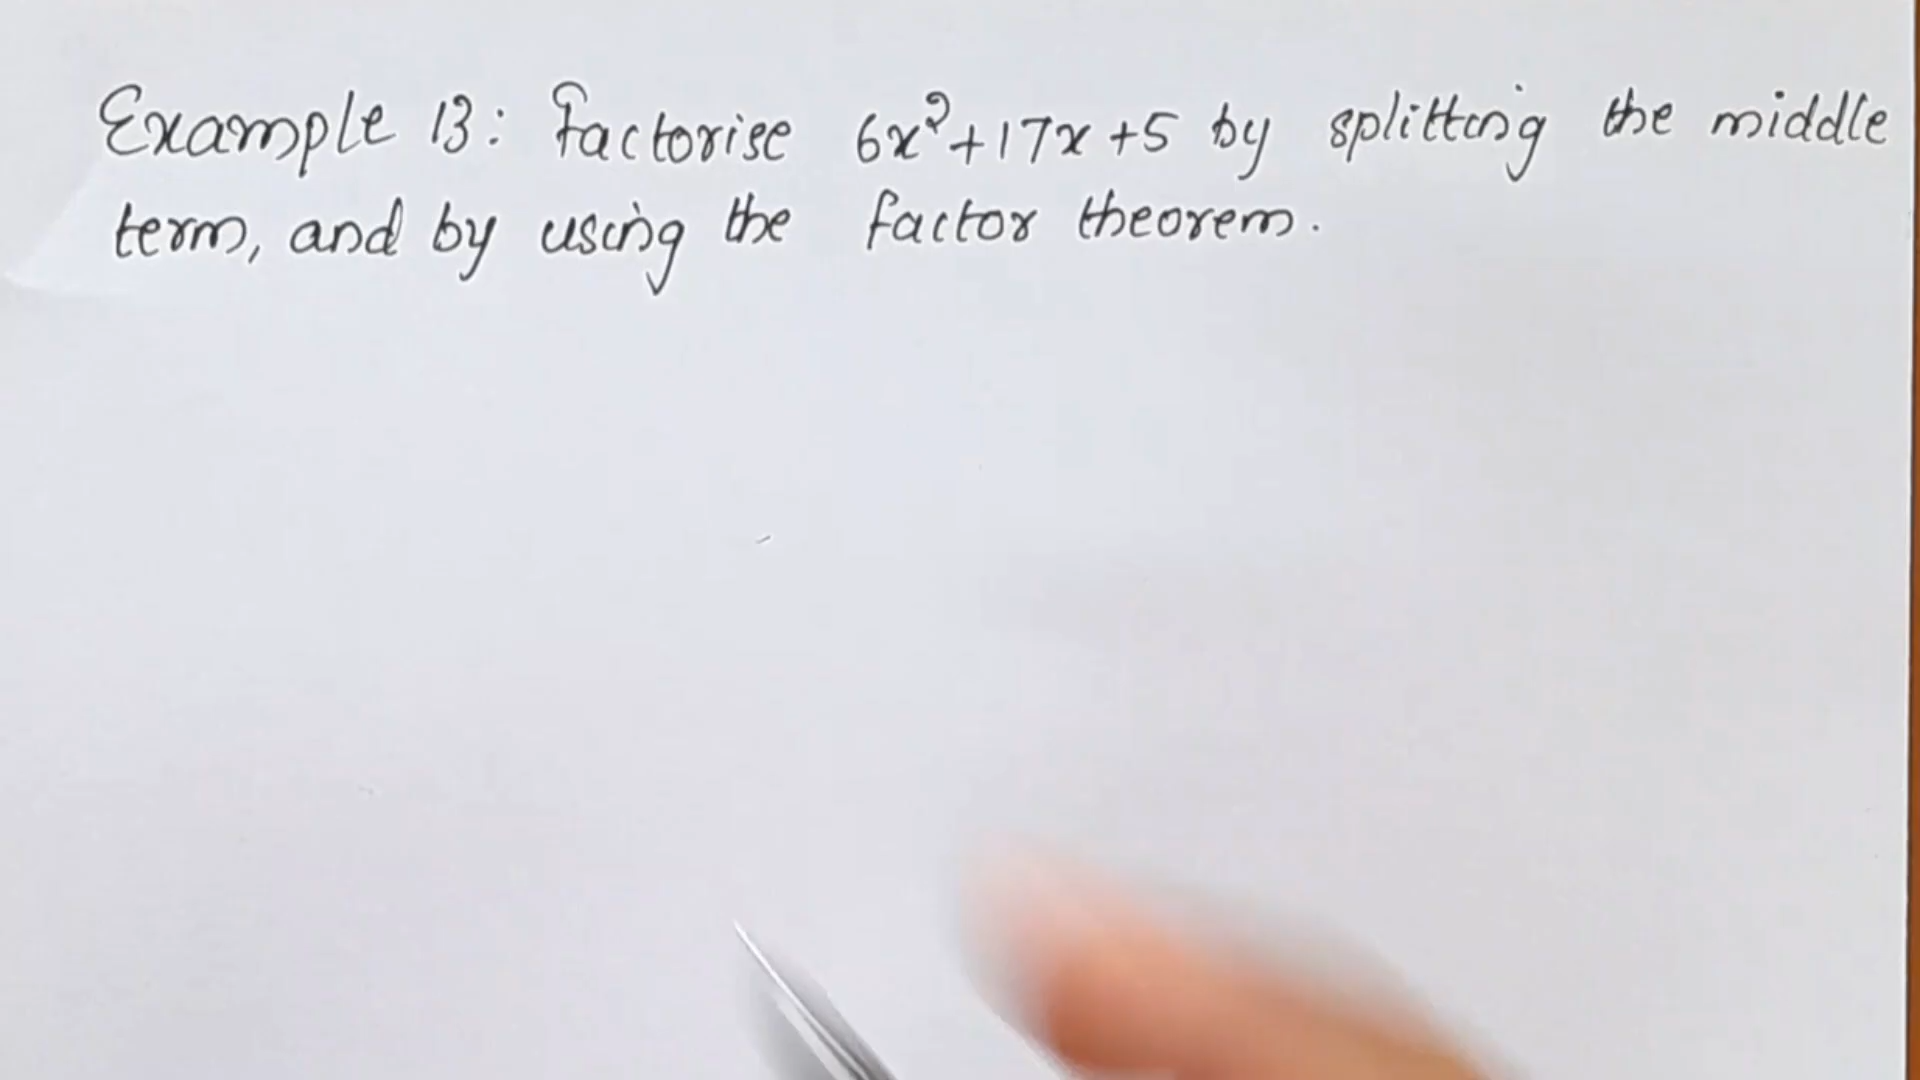 Example 13: Factorise 6x²+17x+5 by splitting the middle
term, and by using the factor theorem.